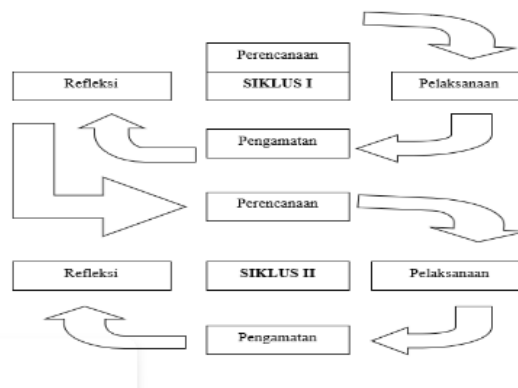 Perencanaan
Refleksi
SIKLUS I
Pelaksanaan
Pengamatan
Perencanaan
Refleksi
SIKLUS II
Pelaksanaan
Pengamatan